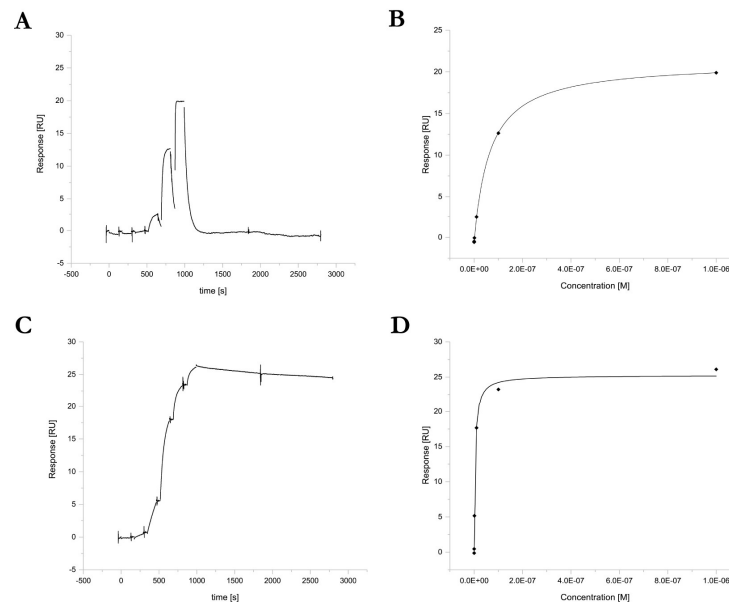 A
30
25
20
15
10
5
0
-5
-500 0 500 1000 1500 2000 2500 3000
Response [RU]
time [s]
B
25
20
15
10
5
0
0.0E+00 2.0E-07 4.0E-07 6.0E-07 8.0E-07 1.0E-06
Response [RU]
Concentration [M]
C
30
25
20
15
10
5
0
-5
-500 0 500 1000 1500 2000 2500 3000
Response [RU]
time [s]
D
30
25
20
15
10
5
0
0.0E+00 2.0E-07 4.0E-07 6.0E-07 8.0E-07 1.0E-06
Response [RU]
Concentration [M]